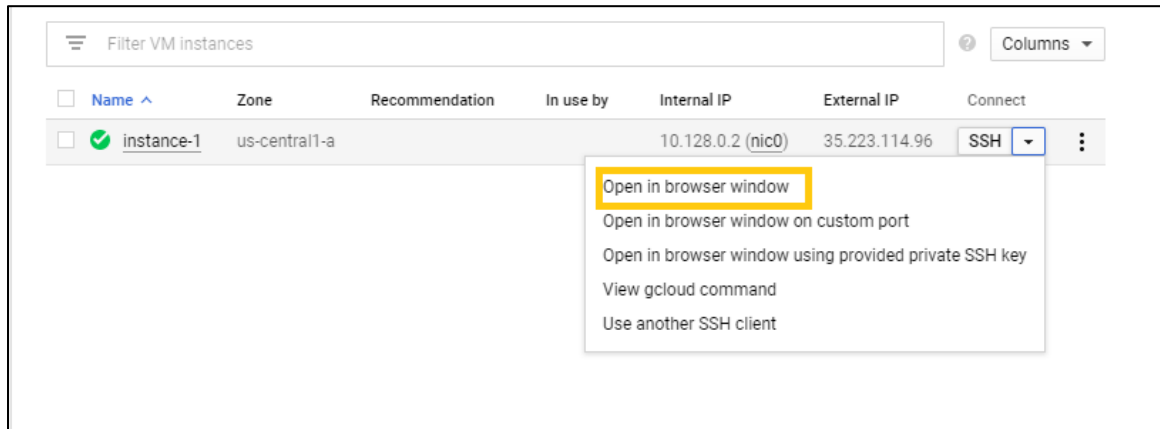 Filter VM instances Columns
Name Zone Recommendation In use by Internal IP External IP Connect
instance-1 us-central1-a 10.128.0.2 (nic0) 35.223.114.96 SSH
Open in browser window
Open in browser window on custom port
Open in browser window using provided private SSH key
View gcloud command
Use another SSH client